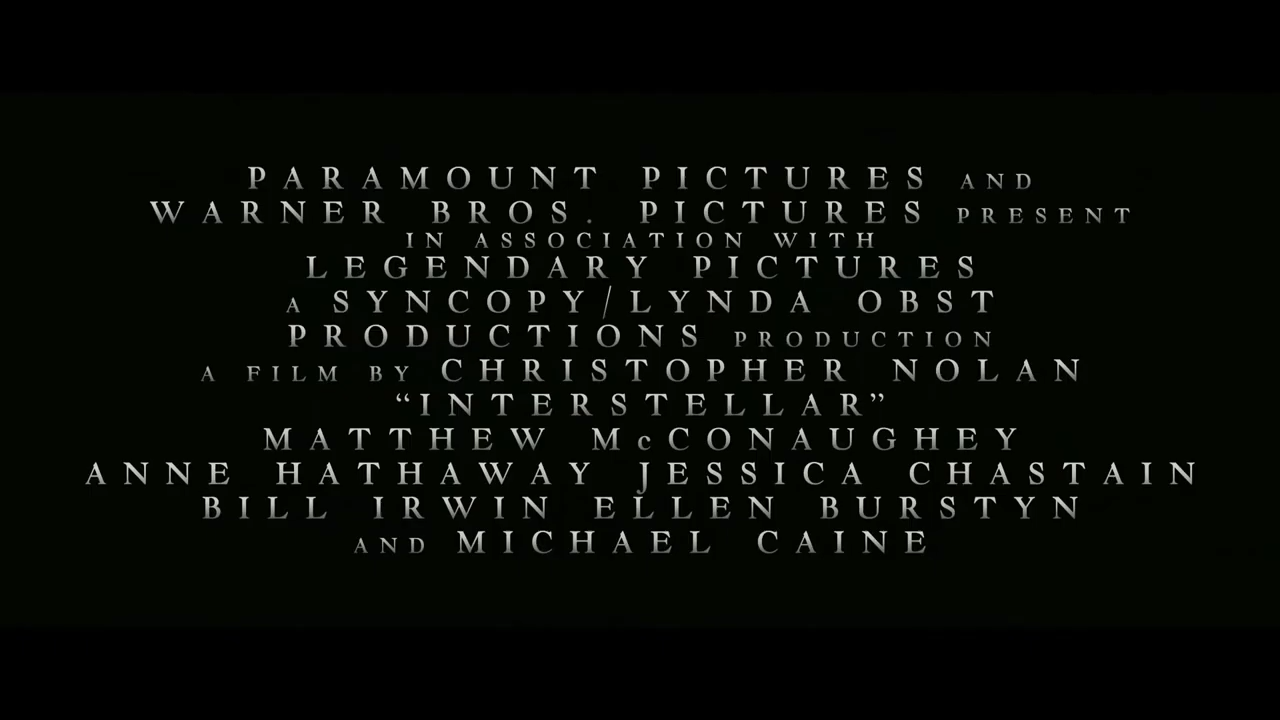 PARAMOUNT PICTURES AND
WARNER BROS. PICTURES PRESENT
IN ASSOCIATION WITH
LEGENDARY PICTURES
A SYNCOPY/LYNDA OBST
PRODUCTIONS PRODUCTION
A FILM BY CHRISTOPHER NOLAN
“INTERSTELLAR”
MATTHEW McCONAUGHEY
ANNE HATHAWAY JESSICA CHASTAIN
BILL IRWIN ELLEN BURSTYN
AND MICHAEL CAINE